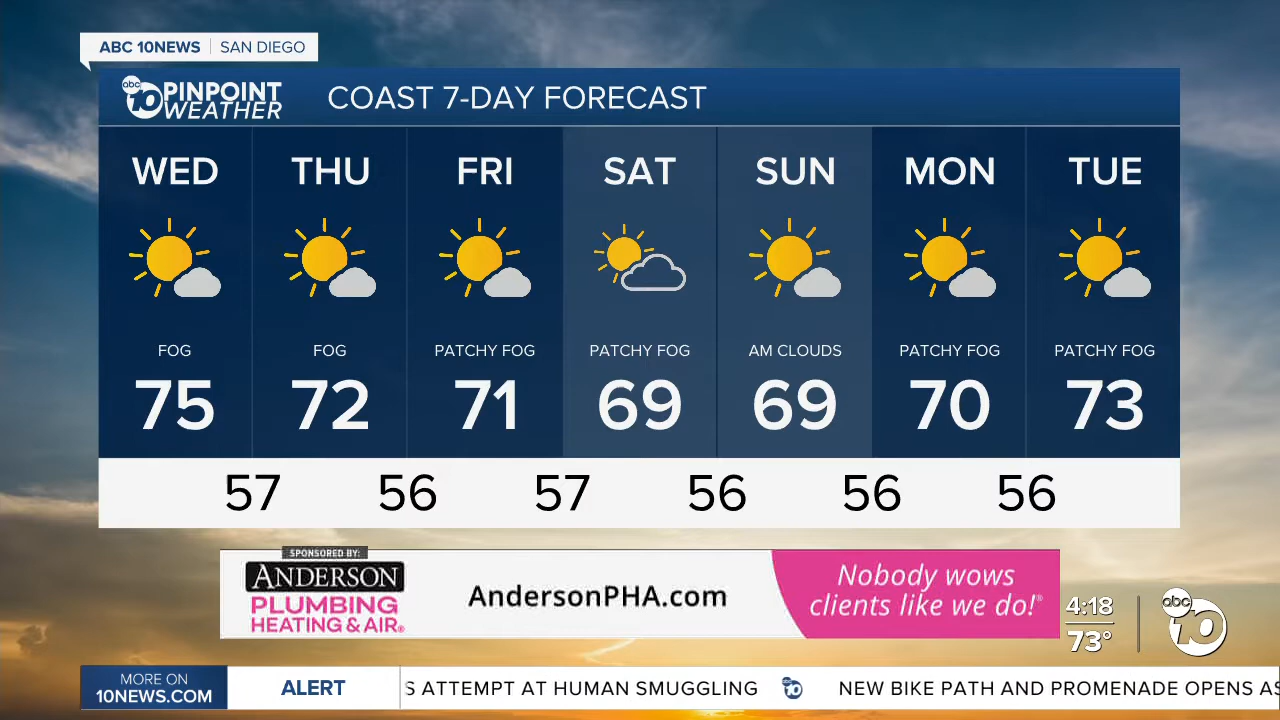 ABC 10NEWS | SAN DIEGO
abc 10 PINPOINT WEATHER
COAST 7-DAY FORECAST
WED THU FRI SAT SUN MON TUE
FOG FOG PATCHY FOG PATCHY FOG AM CLOUDS PATCHY FOG PATCHY FOG
75 72 71 69 69 70 73
57 56 57 56 56 56
SPONSORED BY:
ANDERSON
PLUMBING
HEATING & AIR®
AndersonPHA.com
Nobody wows
clients like we do!®
4:18
73°
abc 10
MORE ON
10NEWS.COM
ALERT
S ATTEMPT AT HUMAN SMUGGLING abc 10 NEW BIKE PATH AND PROMENADE OPENS AS